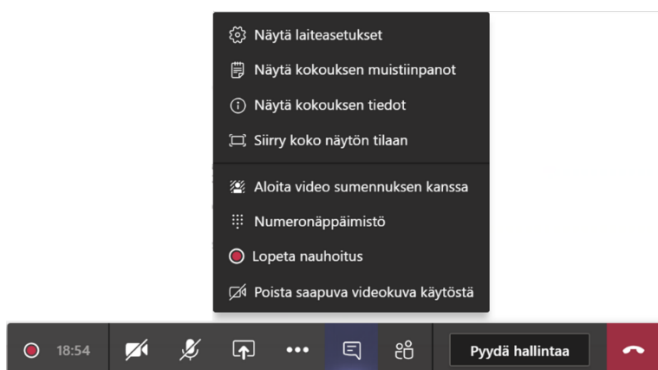 Näytä laiteasetukset
Näytä kokouksen muistiinpanot
Näytä kokouksen tiedot
Siirry koko näytön tilaan
Aloita video sumennuksen kanssa
Numeronäppäimistö
Lopeta nauhoitus
Poista saapuva videokuva käytöstä
18:54
Pyydä hallintaa